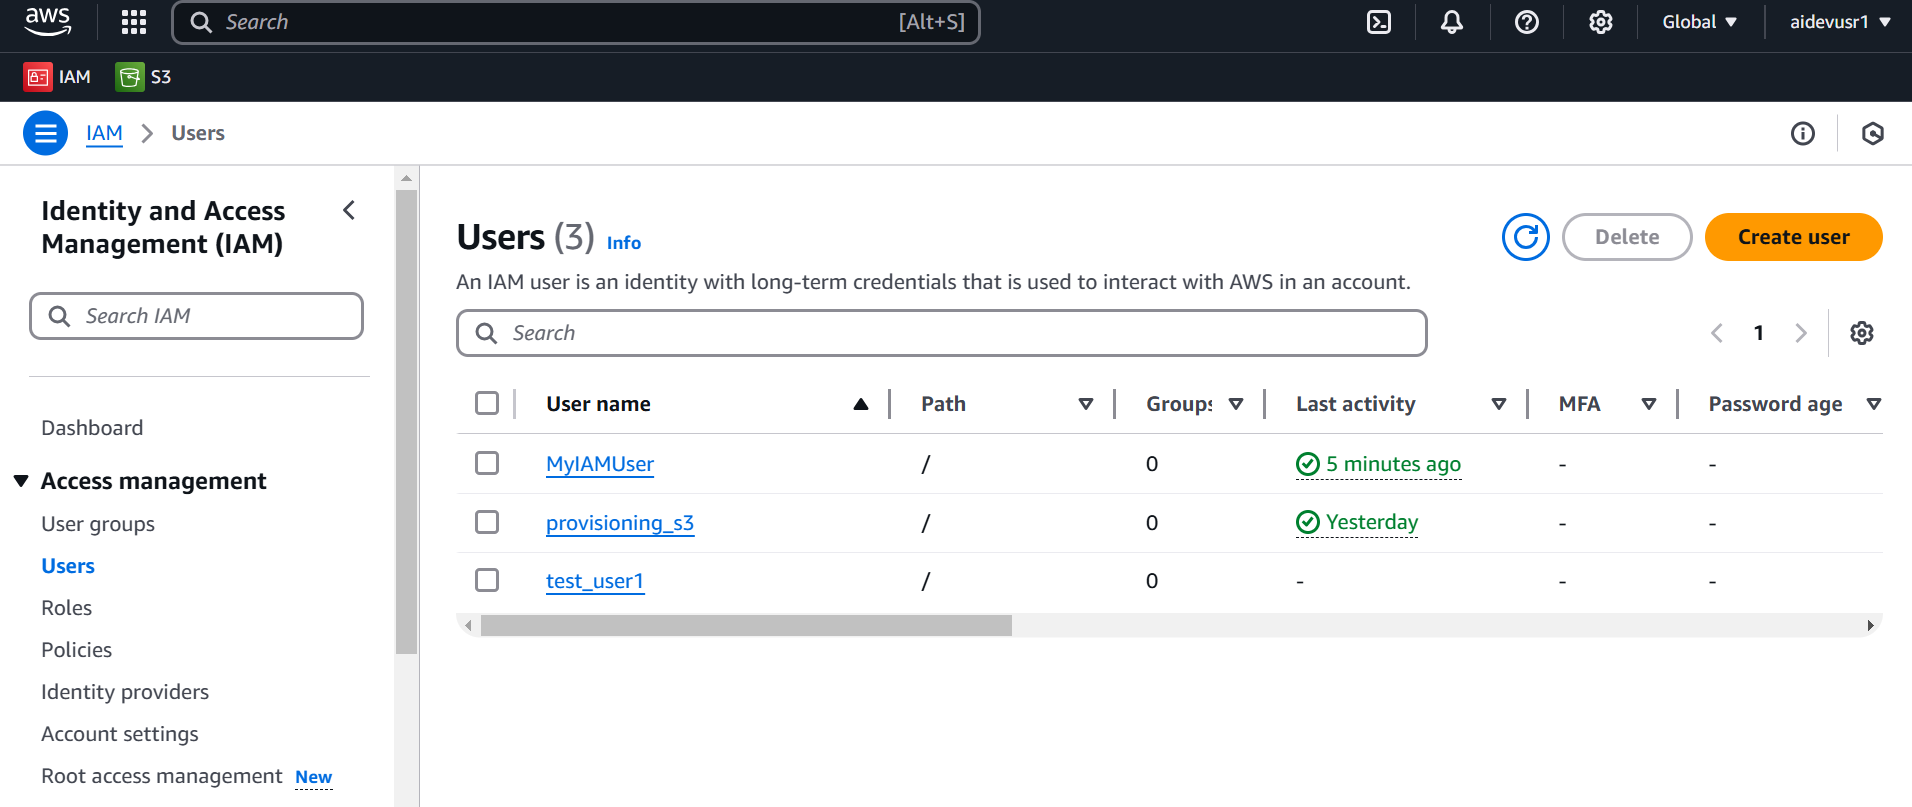 aws
Search [Alt+S] Global aidevusr1
IAM S3
IAM Users
Identity and Access
Management (IAM)
Search IAM
Dashboard
Access management
User groups
Users
Roles
Policies
Identity providers
Account settings
Root access management New
Users (3) Info
Delete
Create user
An IAM user is an identity with long-term credentials that is used to interact with AWS in an account.
Search
1
User name Path Groups Last activity MFA Password age
MyIAMUser / 0 5 minutes ago - -
provisioning_s3 / 0 Yesterday - -
test_user1 / 0 - - -